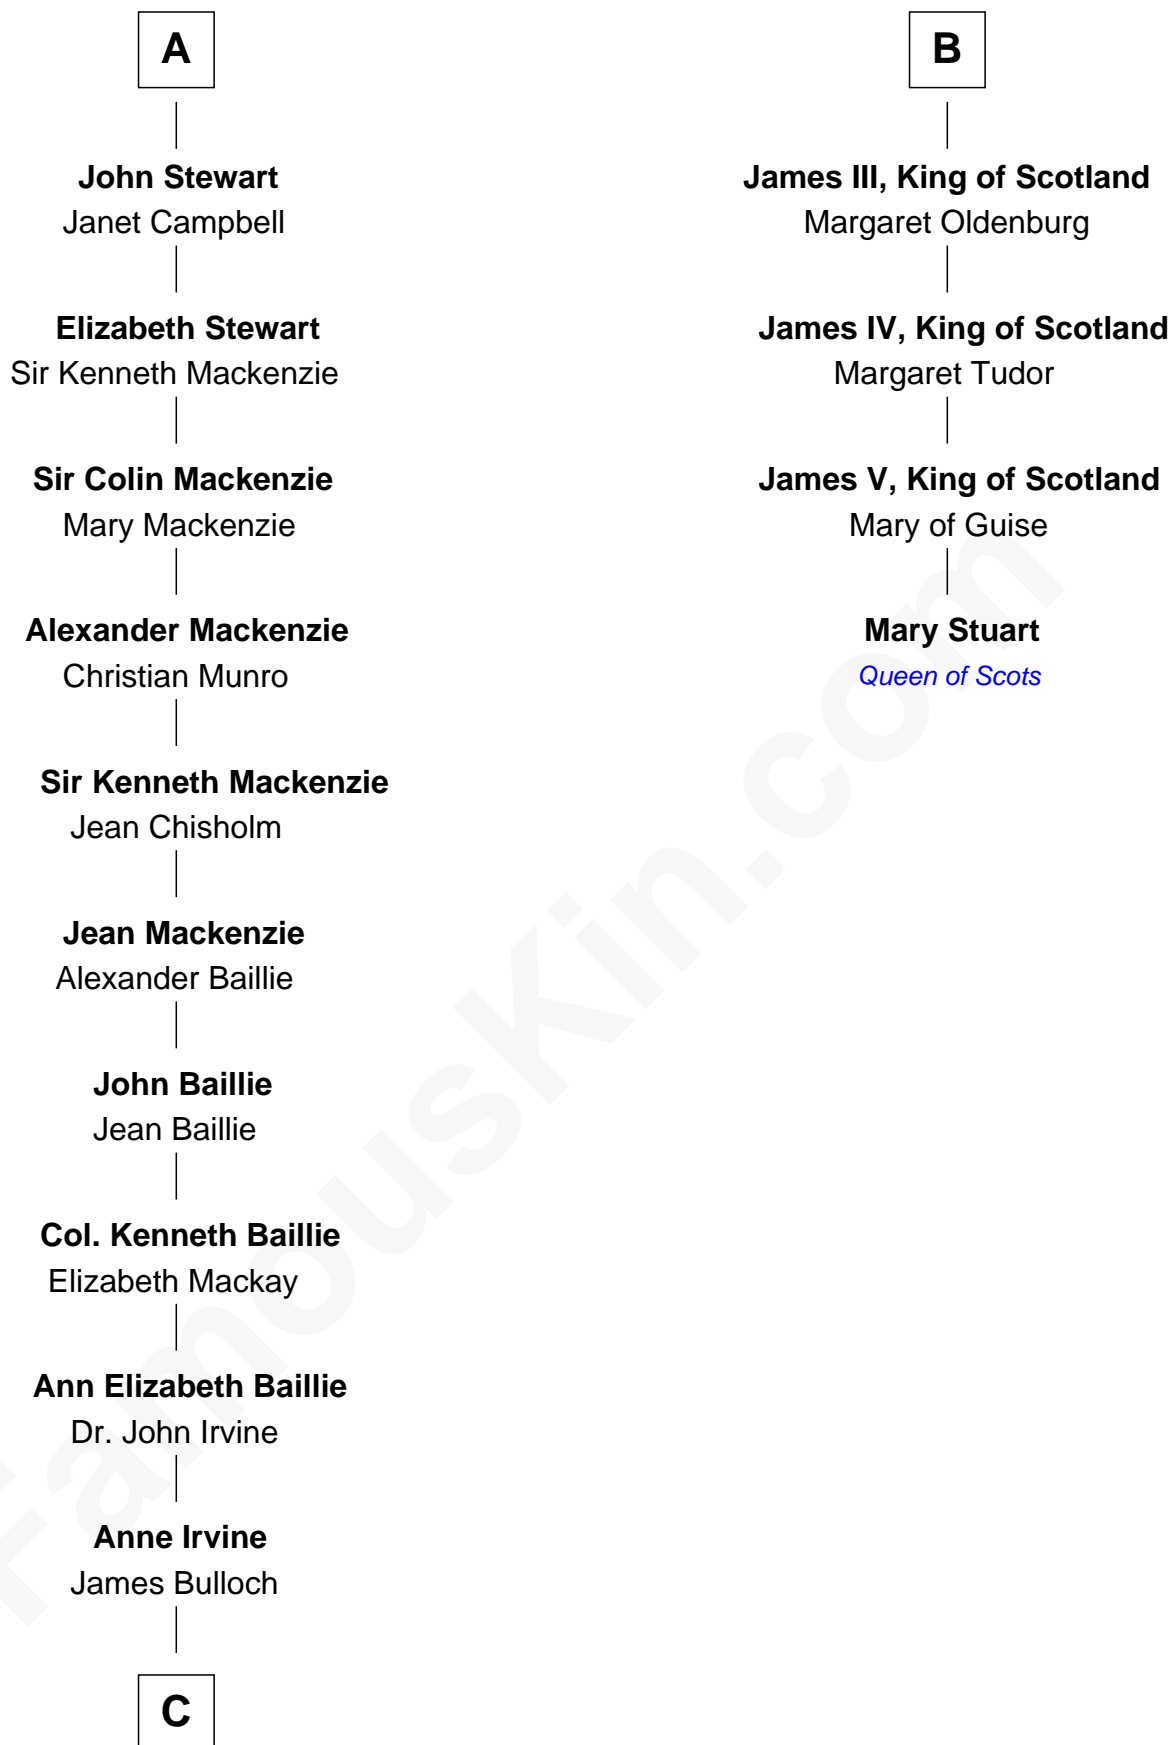 A
John Stewart
Janet Campbell
Elizabeth Stewart
Sir Kenneth Mackenzie
Sir Colin Mackenzie
Mary Mackenzie
Alexander Mackenzie
Christian Munro
Sir Kenneth Mackenzie
Jean Chisholm
Jean Mackenzie
Alexander Baillie
John Baillie
Jean Baillie
Col. Kenneth Baillie
Elizabeth Mackay
Ann Elizabeth Baillie
Dr. John Irvine
Anne Irvine
James Bulloch
C
B
James III, King of Scotland
Margaret Oldenburg
James IV, King of Scotland
Margaret Tudor
James V, King of Scotland
Mary of Guise
Mary Stuart
Queen of Scots
FamousKin.com